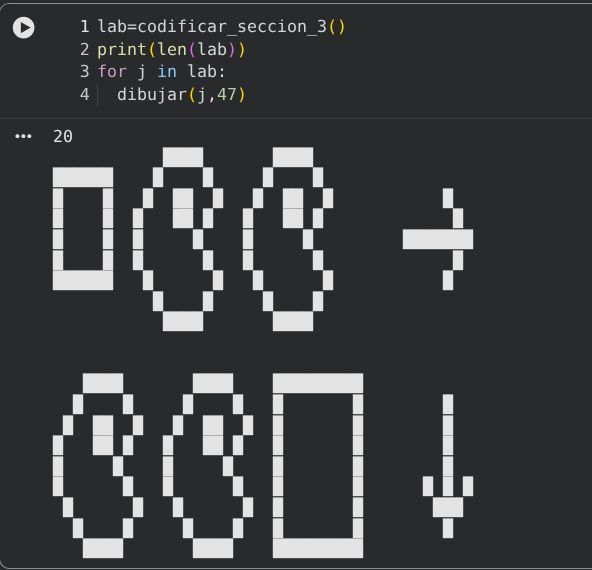 1 lab=codificar_seccion_3()
2 print(len(lab))
3 for j in lab:
4   dibujar(j,47)
20